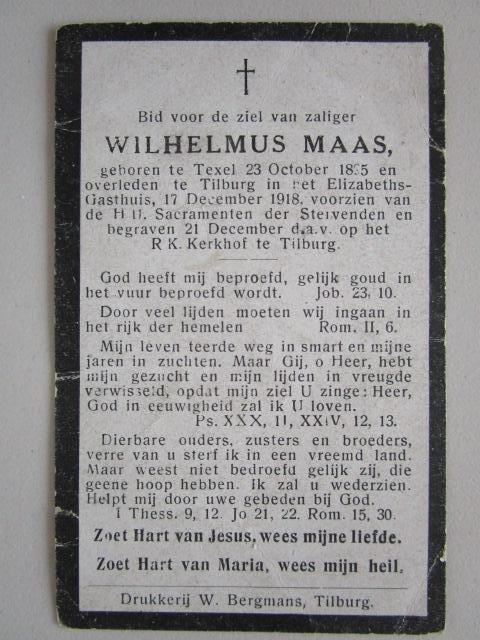 Bid voor de ziel van zaliger
WILHELMUS MAAS,
geboren te Texel 23 October 1895 en
overleden te Tilburg in het Elizabeths-
Gasthuis, 17 December 1918, voorzien van
de H.H. Sacramenten der Stervenden en
begraven 21 December d.a.v. op het
R K. Kerkhof te Tilburg.
God heeft mij beproefd, gelijk goud in
het vuur beproefd wordt. Job. 23, 10.
Door veel lijden moeten wij ingaan in
het rijk der hemelen Rom. II, 6.
Mijn leven teerde weg in smart en mijne
jaren in zuchten. Maar Gij, o Heer, hebt
mijn gezucht en mijn lijden in vreugde
verwisseld, opdat mijn ziel U zinge: Heer,
God in eeuwigheid zal ik U loven.
Ps. XXX, 11, XXIV, 12, 13.
Dierbare ouders, zusters en broeders,
verre van u sterf ik in een vreemd land.
Maar weest niet bedroefd gelijk zij, die
geene hoop hebben. Ik zal u wederzien.
Helpt mij door uwe gebeden bij God.
1 Thess. 9, 12. Jo 21, 22. Rom. 15, 30.
Zoet Hart van Jesus, wees mijne liefde.
Zoet Hart van Maria, wees mijn heil.
Drukkerij W. Bergmans, Tilburg.